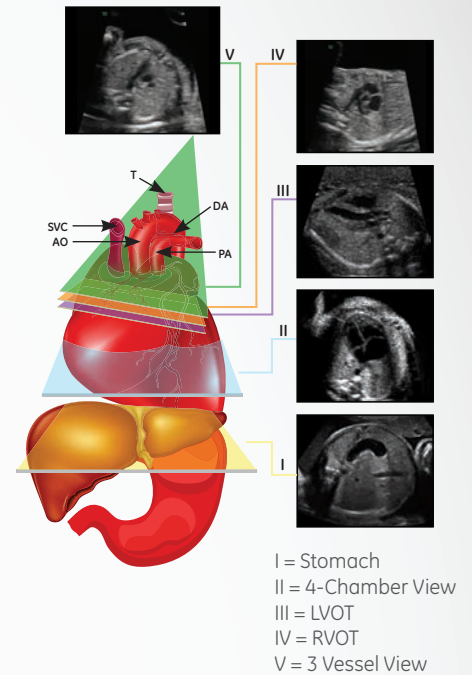 V
IV
T
DA
SVC
AO
PA
III
II
I
I = Stomach
II = 4-Chamber View
III = LVOT
IV = RVOT
V = 3 Vessel View